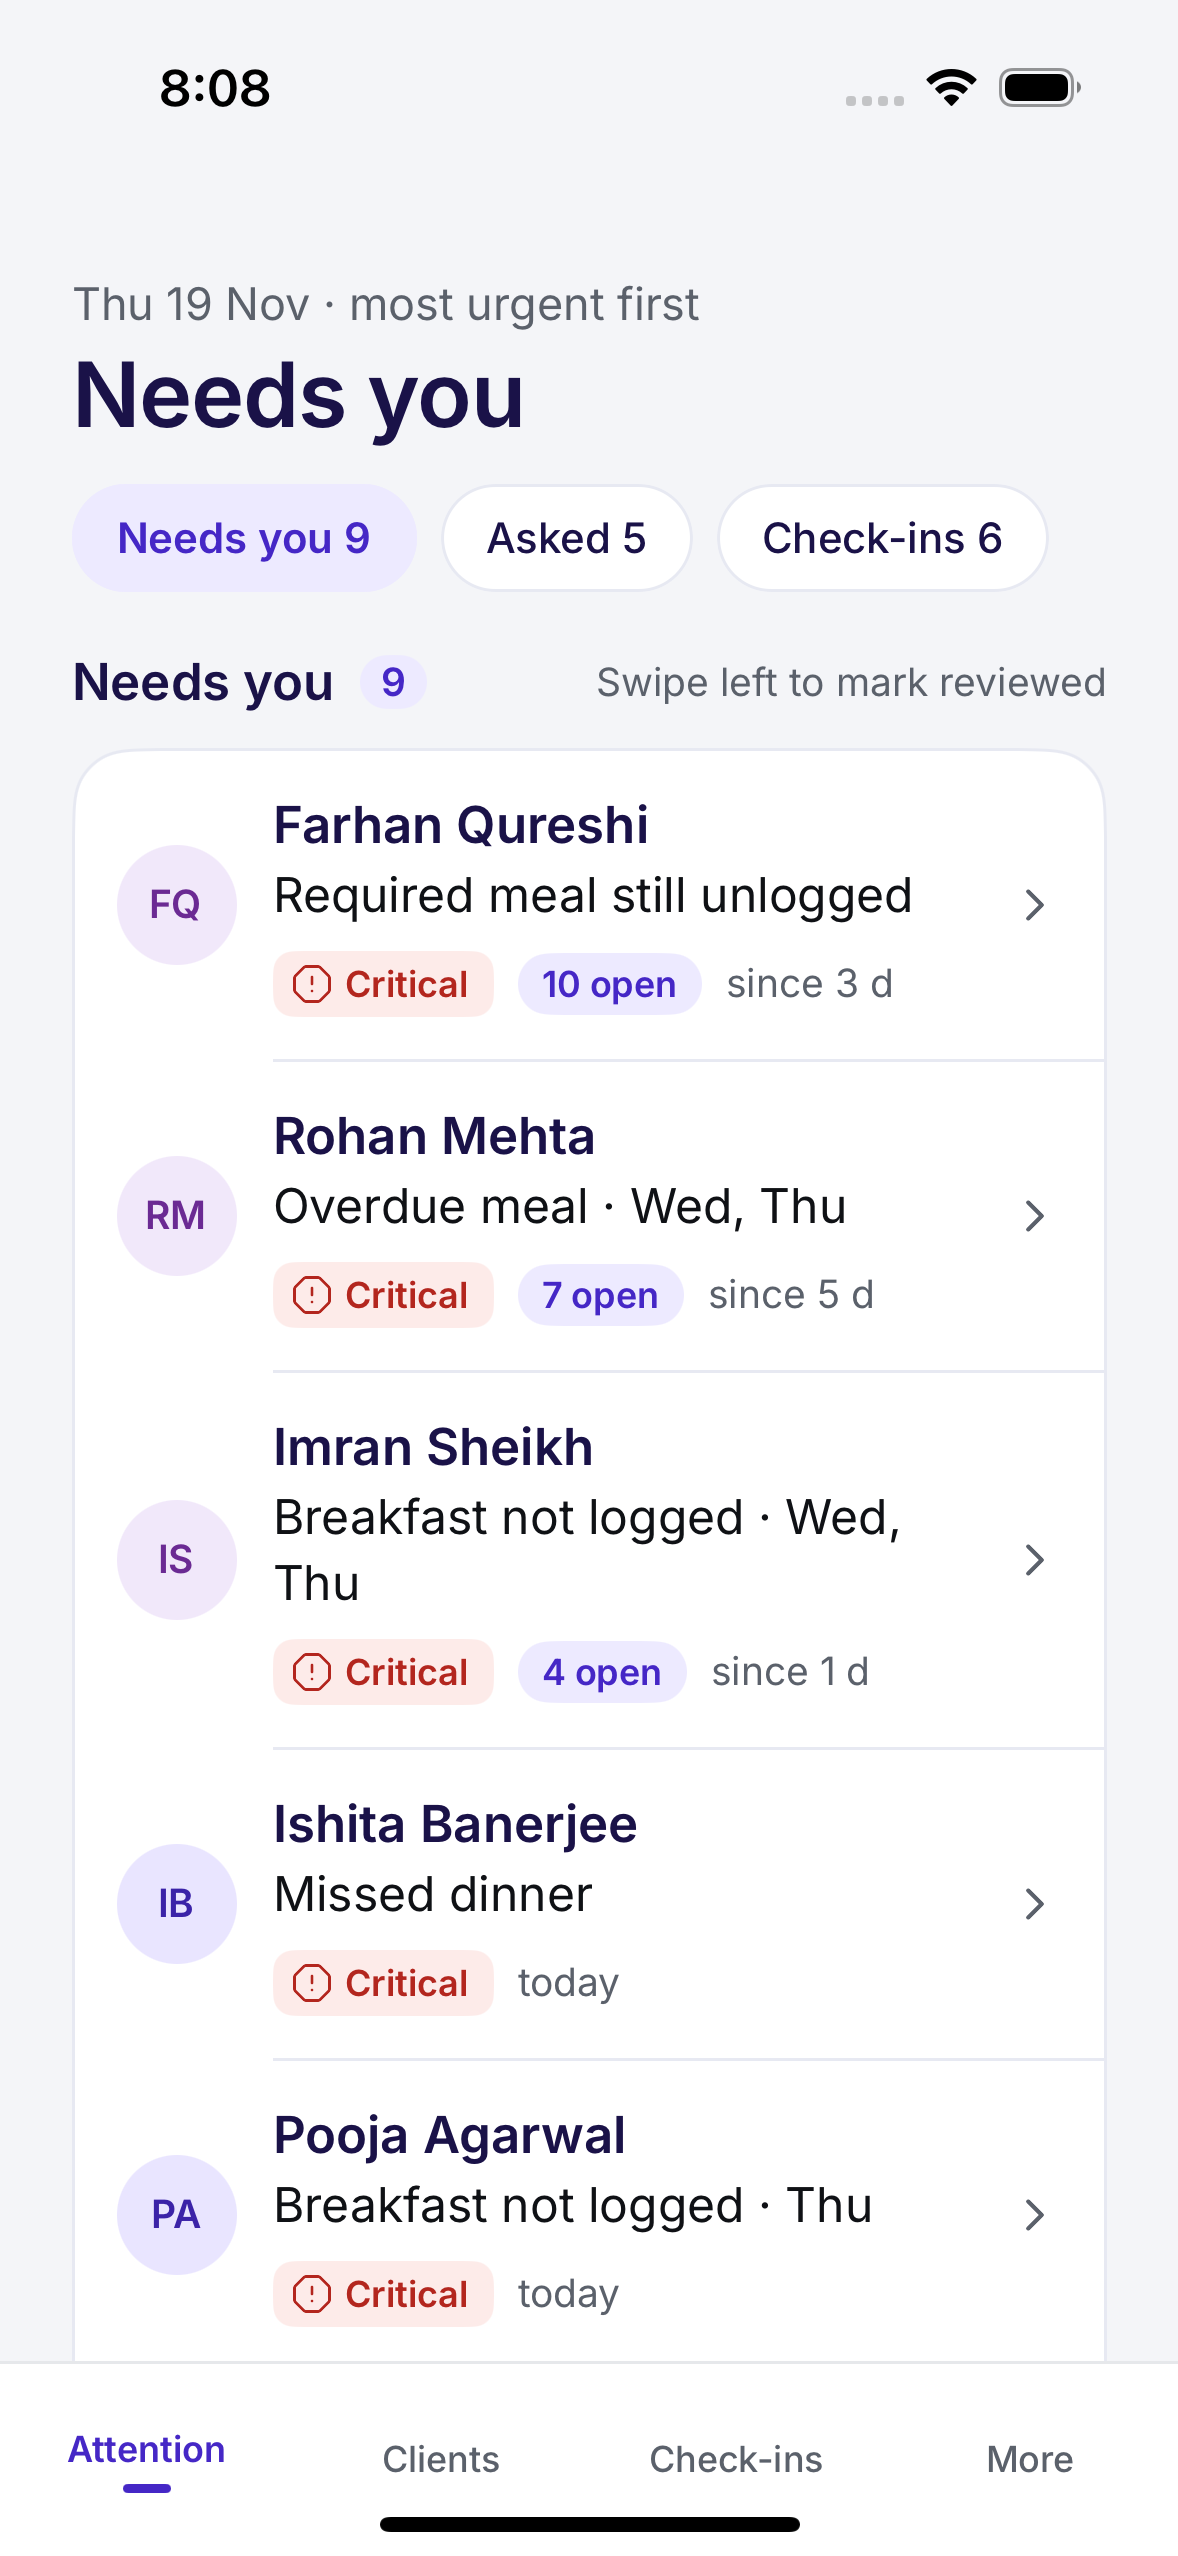 8:08
Thu 19 Nov · most urgent first
Needs you
Needs you 9
Asked 5
Check-ins 6
Needs you 9
Swipe left to mark reviewed
FQ
Farhan Qureshi
Required meal still unlogged
Critical
10 open
since 3 d
RM
Rohan Mehta
Overdue meal · Wed, Thu
Critical
7 open
since 5 d
IS
Imran Sheikh
Breakfast not logged · Wed,
Thu
Critical
4 open
since 1 d
IB
Ishita Banerjee
Missed dinner
Critical
today
PA
Pooja Agarwal
Breakfast not logged · Thu
Critical
today
Attention
Clients
Check-ins
More